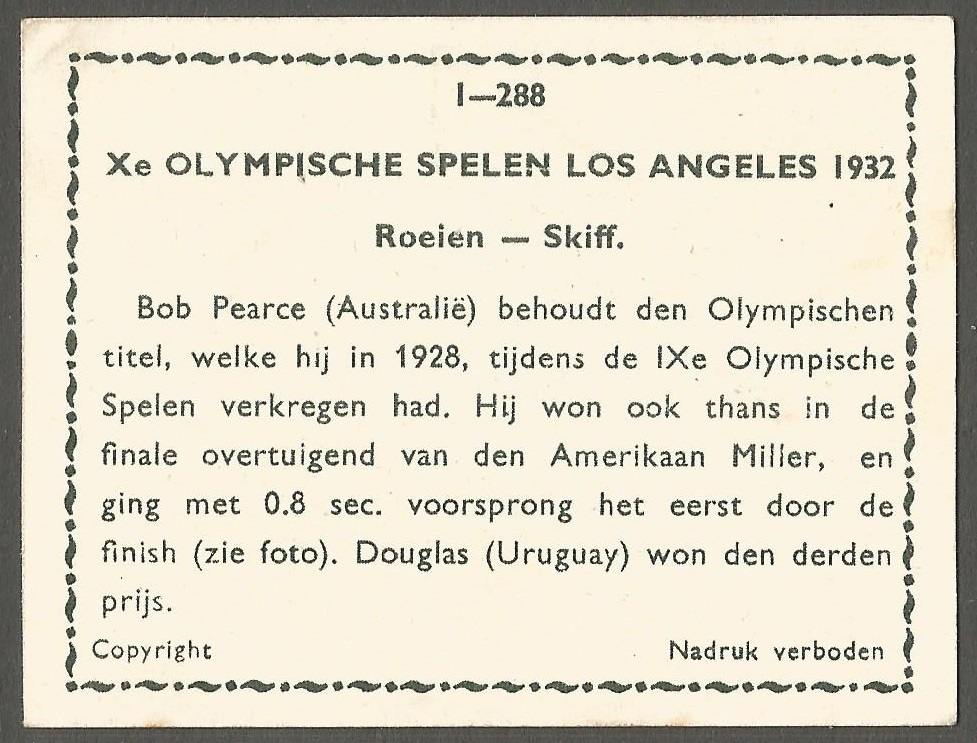 I—288
Xe OLYMPISCHE SPELEN LOS ANGELES 1932
Roeien — Skiff.
Bob Pearce (Australië) behoudt den Olympischen
titel, welke hij in 1928, tijdens de IXe Olympische
Spelen verkregen had. Hij won ook thans in de
finale overtuigend van den Amerikaan Miller, en
ging met 0.8 sec. voorsprong het eerst door de
finish (zie foto). Douglas (Uruguay) won den derden
prijs.
Copyright Nadruk verboden